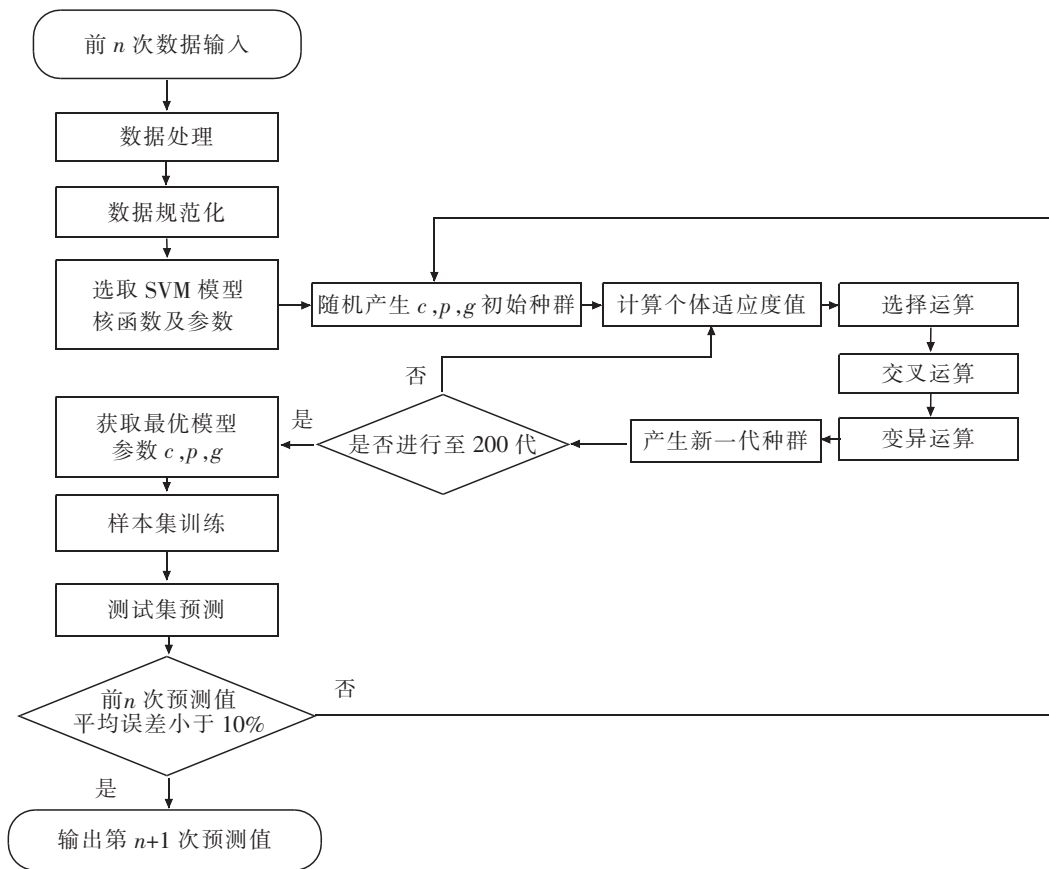 前 n 次数据输入
数据处理
数据规范化
选取 SVM 模型
核函数及参数
随机产生 c,p,g 初始种群
计算个体适应度值
选择运算
交叉运算
变异运算
产生新一代种群
是否进行至 200 代
否
是
获取最优模型
参数 c,p,g
样本集训练
测试集预测
前n 次预测值
平均误差小于 10%
否
是
输出第 n+1 次预测值